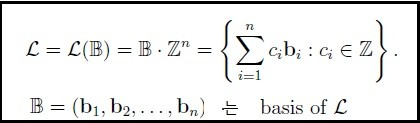 ℒ = ℒ(𝔹) = 𝔹 · ℤⁿ = { ∑ᵢ₌₁ⁿ cᵢbᵢ : cᵢ ∈ ℤ } .
𝔹 = (b₁, b₂, . . . , bₙ) 는 basis of ℒ